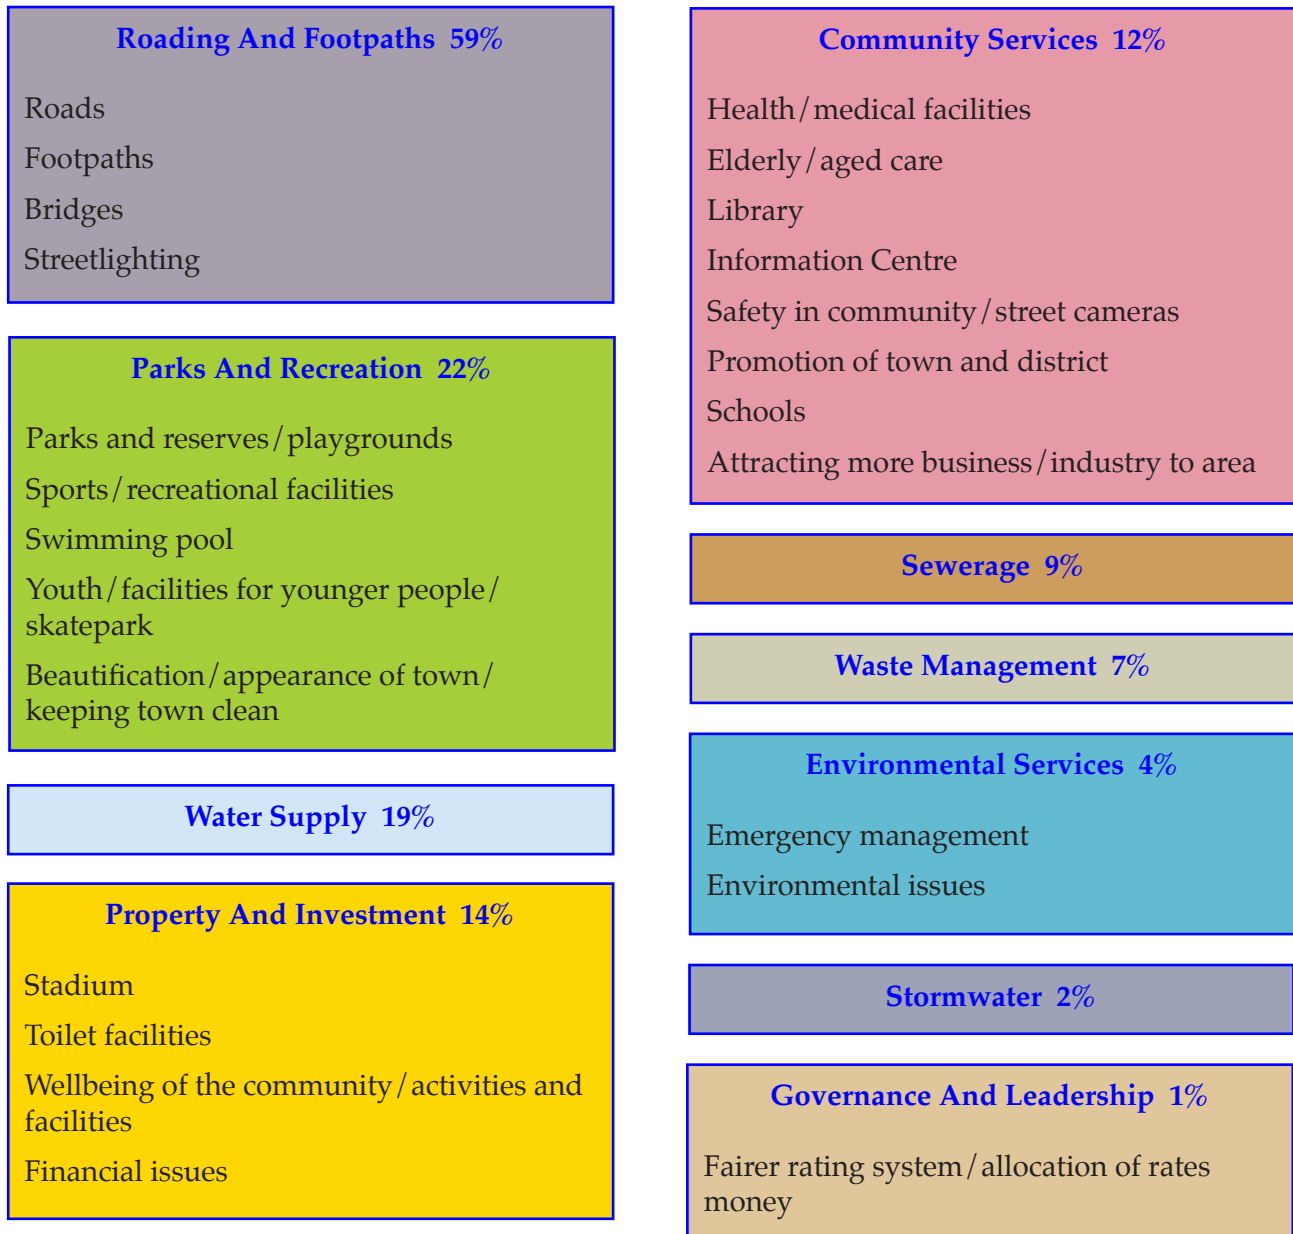 Roading And Footpaths 59%
Roads
Footpaths
Bridges
Streetlighting
Parks And Recreation 22%
Parks and reserves/playgrounds
Sports/recreational facilities
Swimming pool
Youth/facilities for younger people/
skatepark
Beautification/appearance of town/
keeping town clean
Water Supply 19%
Property And Investment 14%
Stadium
Toilet facilities
Wellbeing of the community/activities and
facilities
Financial issues
Community Services 12%
Health/medical facilities
Elderly/aged care
Library
Information Centre
Safety in community/street cameras
Promotion of town and district
Schools
Attracting more business/industry to area
Sewerage 9%
Waste Management 7%
Environmental Services 4%
Emergency management
Environmental issues
Stormwater 2%
Governance And Leadership 1%
Fairer rating system/allocation of rates
money